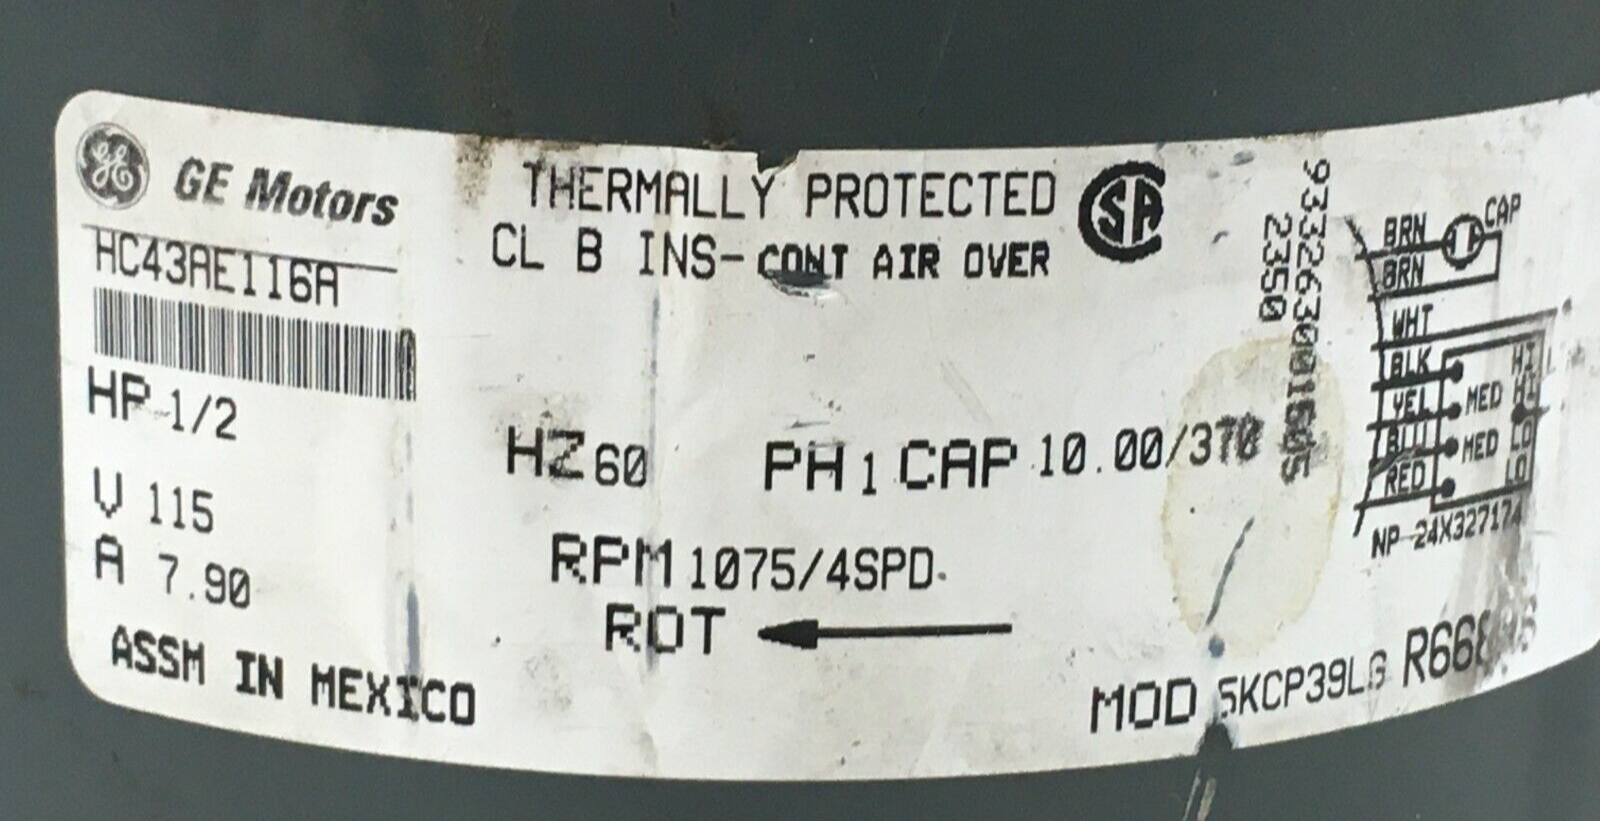 GE Motors
HC43AE116A
HP 1/2
V 115
A 7.90
ASSM IN MEXICO
THERMALLY PROTECTED
CL B INS-CONT AIR OVER
HZ 60 PH 1 CAP 10.00/370
RPM 1075/4SPD.
ROT
SA
23550
BRN CAP
BRN
WHT
BLK HI
YEL MED HI
BLU MED LO
RED LO
NP 24X327174
MOD 5KCP39LG